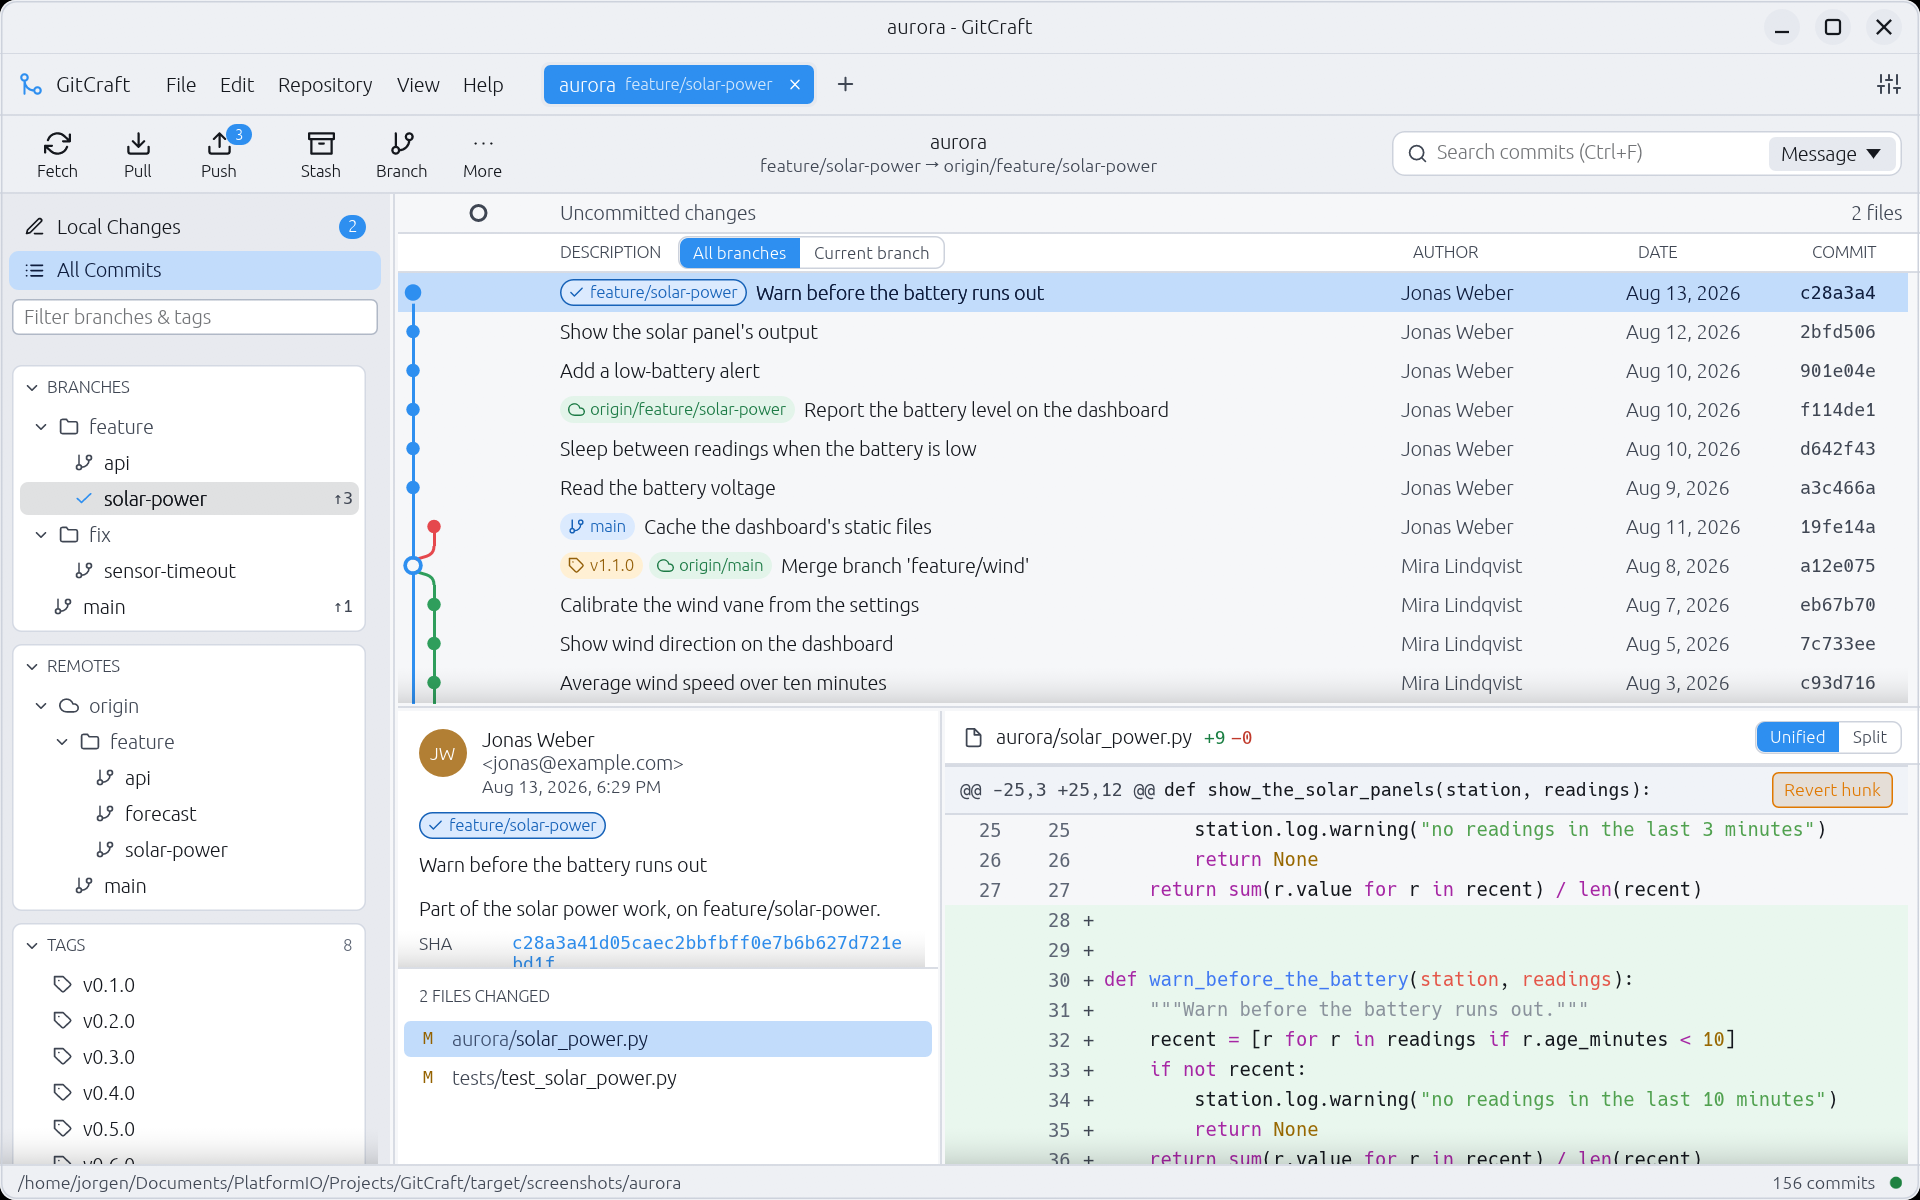 aurora - GitCraft
GitCraft File Edit Repository View Help aurora feature/solar-power × +
Fetch Pull Push 3 Stash Branch ... More
aurora
feature/solar-power → origin/feature/solar-power
Search commits (Ctrl+F) Message ▼
Local Changes 2
All Commits
Filter branches & tags
BRANCHES
feature
api
solar-power ↑3
fix
sensor-timeout
main ↑1
REMOTES
origin
feature
api
forecast
solar-power
main
TAGS 8
v0.1.0
v0.2.0
v0.3.0
v0.4.0
v0.5.0
v0.6.0
Uncommitted changes 2 files
DESCRIPTION All branches Current branch AUTHOR DATE COMMIT
feature/solar-power Warn before the battery runs out Jonas Weber Aug 13, 2026 c28a3a4
Show the solar panel's output Jonas Weber Aug 12, 2026 2bfd506
Add a low-battery alert Jonas Weber Aug 10, 2026 901e04e
origin/feature/solar-power Report the battery level on the dashboard Jonas Weber Aug 10, 2026 f114de1
Sleep between readings when the battery is low Jonas Weber Aug 10, 2026 d642f43
Read the battery voltage Jonas Weber Aug 9, 2026 a3c466a
main Cache the dashboard's static files Jonas Weber Aug 11, 2026 19fe14a
v1.1.0 origin/main Merge branch 'feature/wind' Mira Lindqvist Aug 8, 2026 a12e075
Calibrate the wind vane from the settings Mira Lindqvist Aug 7, 2026 eb67b70
Show wind direction on the dashboard Mira Lindqvist Aug 5, 2026 7c733ee
Average wind speed over ten minutes Mira Lindqvist Aug 3, 2026 c93d716
JW
Jonas Weber
<jonas@example.com>
Aug 13, 2026, 6:29 PM
feature/solar-power
Warn before the battery runs out
Part of the solar power work, on feature/solar-power.
SHA c28a3a41d05caec2bbfbff0e7b6b627d721e
bd1f
2 FILES CHANGED
M aurora/solar_power.py
M tests/test_solar_power.py
aurora/solar_power.py +9 −0 Unified Split
@@ -25,3 +25,12 @@ def show_the_solar_panels(station, readings): Revert hunk
25 25 station.log.warning("no readings in the last 3 minutes")
26 26 return None
27 27 return sum(r.value for r in recent) / len(recent)
28 +
29 +
30 + def warn_before_the_battery(station, readings):
31 + """Warn before the battery runs out."""
32 + recent = [r for r in readings if r.age_minutes < 10]
33 + if not recent:
34 + station.log.warning("no readings in the last 10 minutes")
35 + return None
36 + return sum(r.value for r in recent) / len(recent)
/home/jorgen/Documents/PlatformIO/Projects/GitCraft/target/screenshots/aurora 156 commits